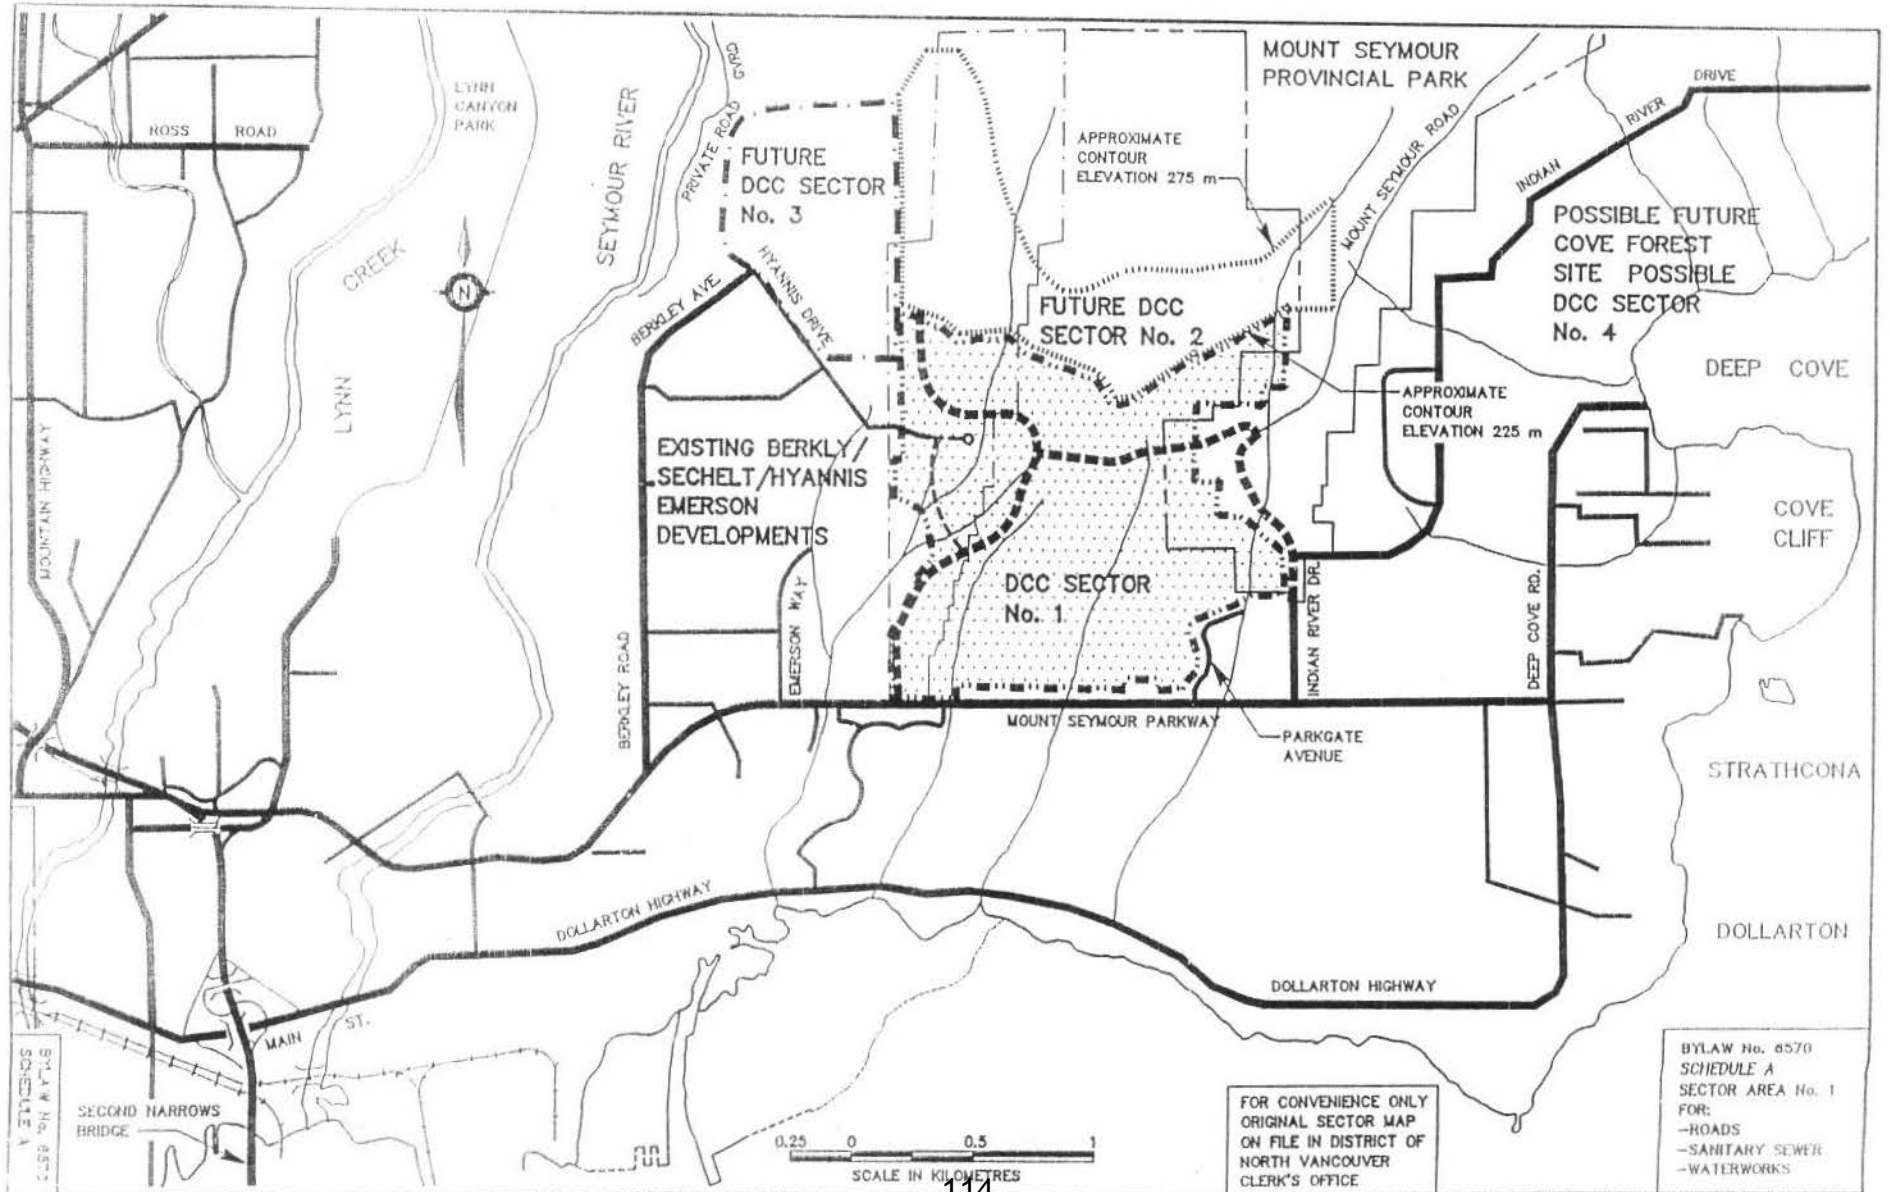 MOUNT SEYMOUR
PROVINCIAL PARK
DRIVE
RIVER
INDIAN
LYNN
CANYON
PARK
ROSS ROAD
SEYMOUR RIVER
GVRD
PRIVATE ROAD
FUTURE
DCC SECTOR
No. 3
APPROXIMATE
CONTOUR
ELEVATION 275 m
MOUNT SEYMOUR ROAD
POSSIBLE FUTURE
COVE FOREST
SITE POSSIBLE
DCC SECTOR
No. 4
CREEK
LYNN
N
HYANNIS DRIVE
BERKLEY AVE
FUTURE DCC
SECTOR No. 2
DEEP COVE
APPROXIMATE
CONTOUR
ELEVATION 225 m
MOUNTAIN HIGHWAY
EXISTING BERKLY
SECHELT/HYANNIS
EMERSON
DEVELOPMENTS
COVE
CLIFF
DCC SECTOR
No. 1
EMERSON WAY
BERKLEY ROAD
INDIAN RIVER DR.
DEEP COVE RD.
MOUNT SEYMOUR PARKWAY
PARKGATE
AVENUE
STRATHCONA
DOLLARTON HIGHWAY
DOLLARTON
DOLLARTON HIGHWAY
MAIN ST.
SECOND NARROWS
BRIDGE
BYLAW No. 6570
SCHEDULE A
0.25 0 0.5 1
SCALE IN KILOMETRES
114
FOR CONVENIENCE ONLY
ORIGINAL SECTOR MAP
ON FILE IN DISTRICT OF
NORTH VANCOUVER
CLERK'S OFFICE
BYLAW No. 6570
SCHEDULE A
SECTOR AREA No. 1
FOR:
-ROADS
-SANITARY SEWER
-WATERWORKS